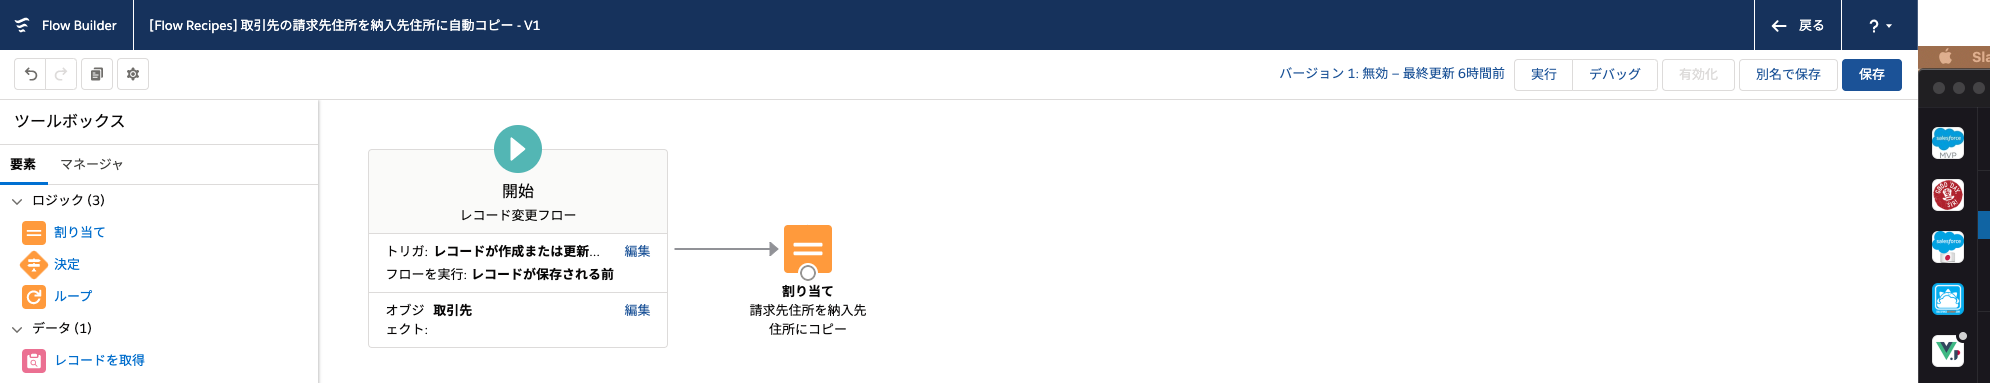 Flow Builder
[Flow Recipes] 取引先の請求先住所を納入先住所に自動コピー - V1
戻る
?
バージョン 1: 無効 – 最終更新 6時間前
実行
デバッグ
有効化
別名で保存
保存
ツールボックス
要素
マネージャ
ロジック (3)
割り当て
決定
ループ
データ (1)
レコードを取得
開始
レコード変更フロー
トリガ: レコードが作成または更新... 編集
フローを実行: レコードが保存される前
オブジ 取引先 編集
ェクト:
割り当て
請求先住所を納入先
住所にコピー
Sla
salesforce
MVP
salesforce